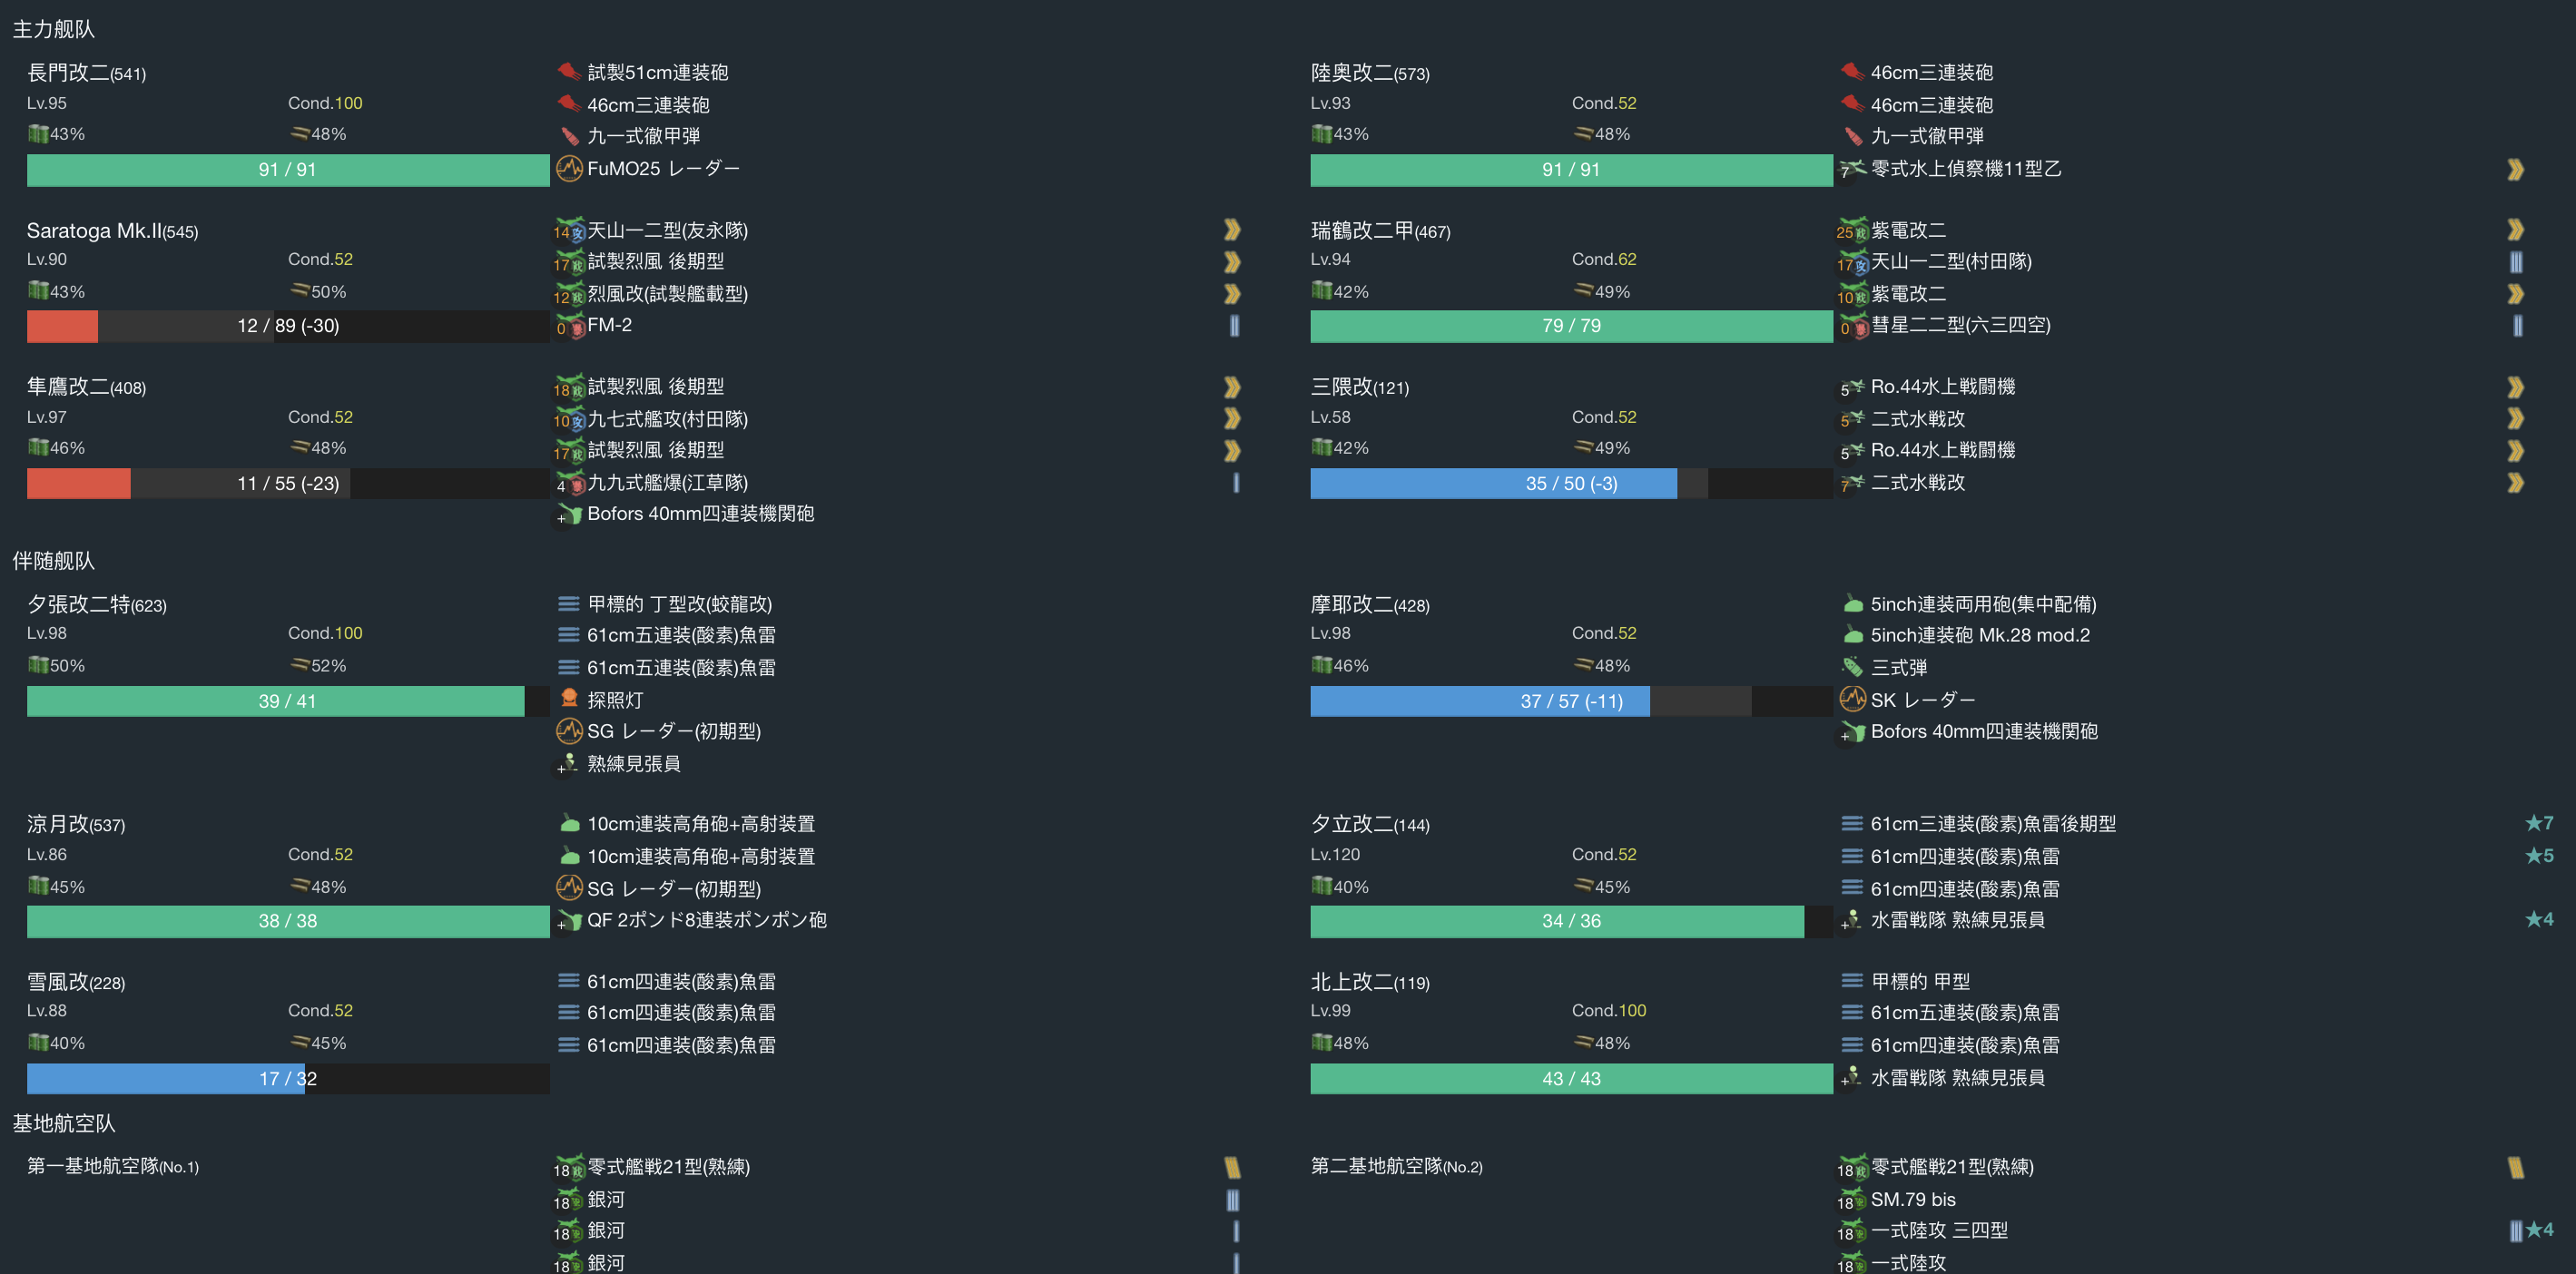 主力舰队
長門改二(541)
Lv.95 Cond.100
43% 48%
91 / 91
試製51cm連装砲
46cm三連装砲
九一式徹甲弾
FuMO25 レーダー
陸奥改二(573)
Lv.93 Cond.52
43% 48%
91 / 91
46cm三連装砲
46cm三連装砲
九一式徹甲弾
7 零式水上偵察機11型乙
Saratoga Mk.II(545)
Lv.90 Cond.52
43% 50%
12 / 89 (-30)
14 天山一二型(友永隊)
17 試製烈風 後期型
12 烈風改(試製艦載型)
0 FM-2
瑞鶴改二甲(467)
Lv.94 Cond.62
42% 49%
79 / 79
25 紫電改二
17 天山一二型(村田隊)
10 紫電改二
0 彗星二二型(六三四空)
隼鷹改二(408)
Lv.97 Cond.52
46% 48%
11 / 55 (-23)
18 試製烈風 後期型
10 九七式艦攻(村田隊)
17 試製烈風 後期型
4 九九式艦爆(江草隊)
+ Bofors 40mm四連装機関砲
三隈改(121)
Lv.58 Cond.52
42% 49%
35 / 50 (-3)
5 Ro.44水上戦闘機
5 二式水戦改
5 Ro.44水上戦闘機
7 二式水戦改
伴随舰队
夕張改二特(623)
Lv.98 Cond.100
50% 52%
39 / 41
甲標的 丁型改(蛟龍改)
61cm五連装(酸素)魚雷
61cm五連装(酸素)魚雷
探照灯
SG レーダー(初期型)
+ 熟練見張員
摩耶改二(428)
Lv.98 Cond.52
46% 48%
37 / 57 (-11)
5inch連装両用砲(集中配備)
5inch連装砲 Mk.28 mod.2
三式弾
SK レーダー
+ Bofors 40mm四連装機関砲
涼月改(537)
Lv.86 Cond.52
45% 48%
38 / 38
10cm連装高角砲+高射装置
10cm連装高角砲+高射装置
SG レーダー(初期型)
+ QF 2ポンド8連装ポンポン砲
夕立改二(144)
Lv.120 Cond.52
40% 45%
34 / 36
61cm三連装(酸素)魚雷後期型 ★7
61cm四連装(酸素)魚雷 ★5
61cm四連装(酸素)魚雷
+ 水雷戦隊 熟練見張員 ★4
雪風改(228)
Lv.88 Cond.52
40% 45%
17 / 32
61cm四連装(酸素)魚雷
61cm四連装(酸素)魚雷
61cm四連装(酸素)魚雷
北上改二(119)
Lv.99 Cond.100
48% 48%
43 / 43
甲標的 甲型
61cm五連装(酸素)魚雷
61cm四連装(酸素)魚雷
+ 水雷戦隊 熟練見張員
基地航空队
第一基地航空隊(No.1)
18 零式艦戦21型(熟練)
18 銀河
18 銀河
18 銀河
第二基地航空隊(No.2)
18 零式艦戦21型(熟練)
18 SM.79 bis
18 一式陸攻 三四型 ★4
18 一式陸攻